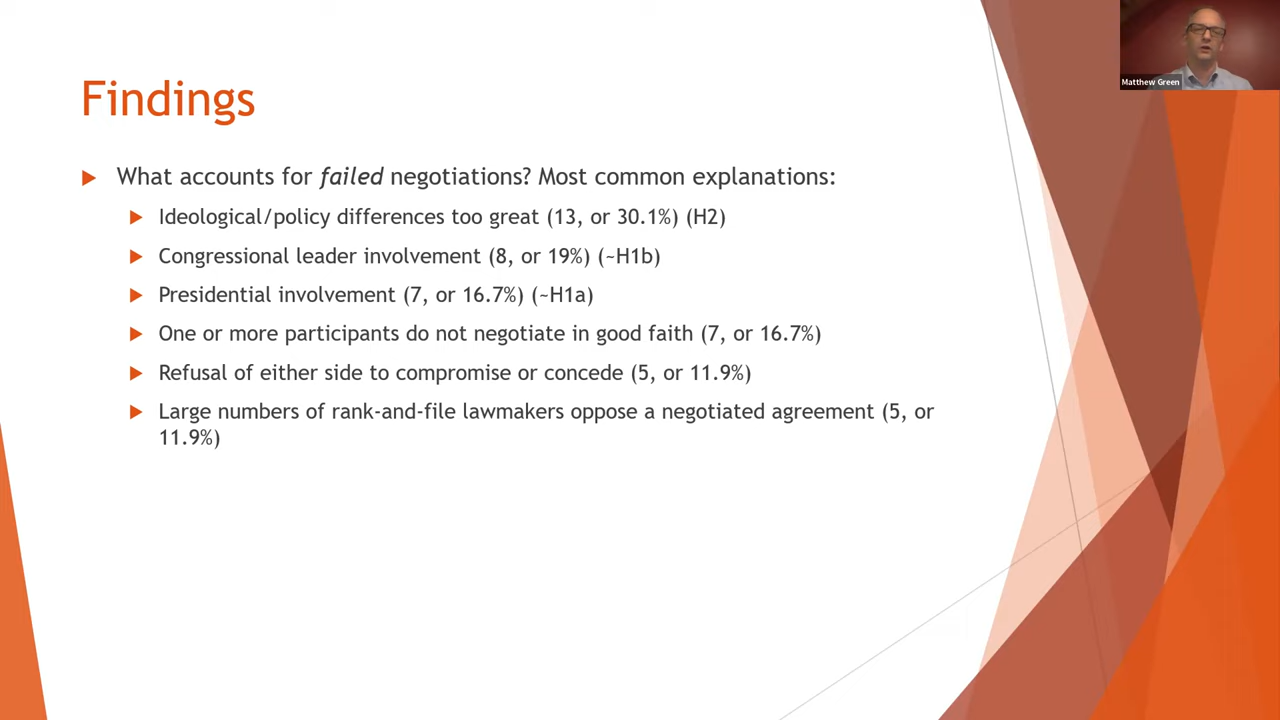 Matthew Green
Findings
What accounts for failed negotiations? Most common explanations:
Ideological/policy differences too great (13, or 30.1%) (H2)
Congressional leader involvement (8, or 19%) (~H1b)
Presidential involvement (7, or 16.7%) (~H1a)
One or more participants do not negotiate in good faith (7, or 16.7%)
Refusal of either side to compromise or concede (5, or 11.9%)
Large numbers of rank-and-file lawmakers oppose a negotiated agreement (5, or
11.9%)